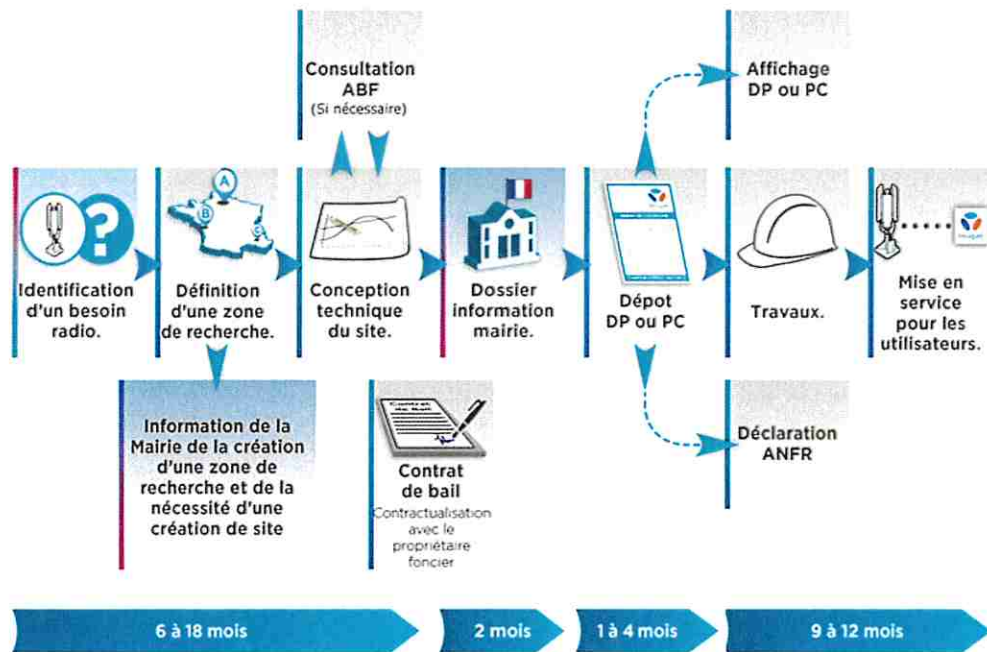 Consultation
ABF
(Si nécessaire)
Affichage
DP ou PC
A
B
C
Identification
d'un besoin
radio.
Définition
d'une zone
de recherche.
Conception
technique
du site.
Dossier
information
mairie.
Dépot
DP ou PC
Travaux.
Mise en
service
pour les
utilisateurs.
Information de la
Mairie de la création
d'une zone de
recherche et de la
nécessité d'une
création de site
Contrat
de Bail
Contrat
de bail
Contractualisation
avec le
propriétaire
foncier
Déclaration
ANFR
6 à 18 mois
2 mois
1 à 4 mois
9 à 12 mois